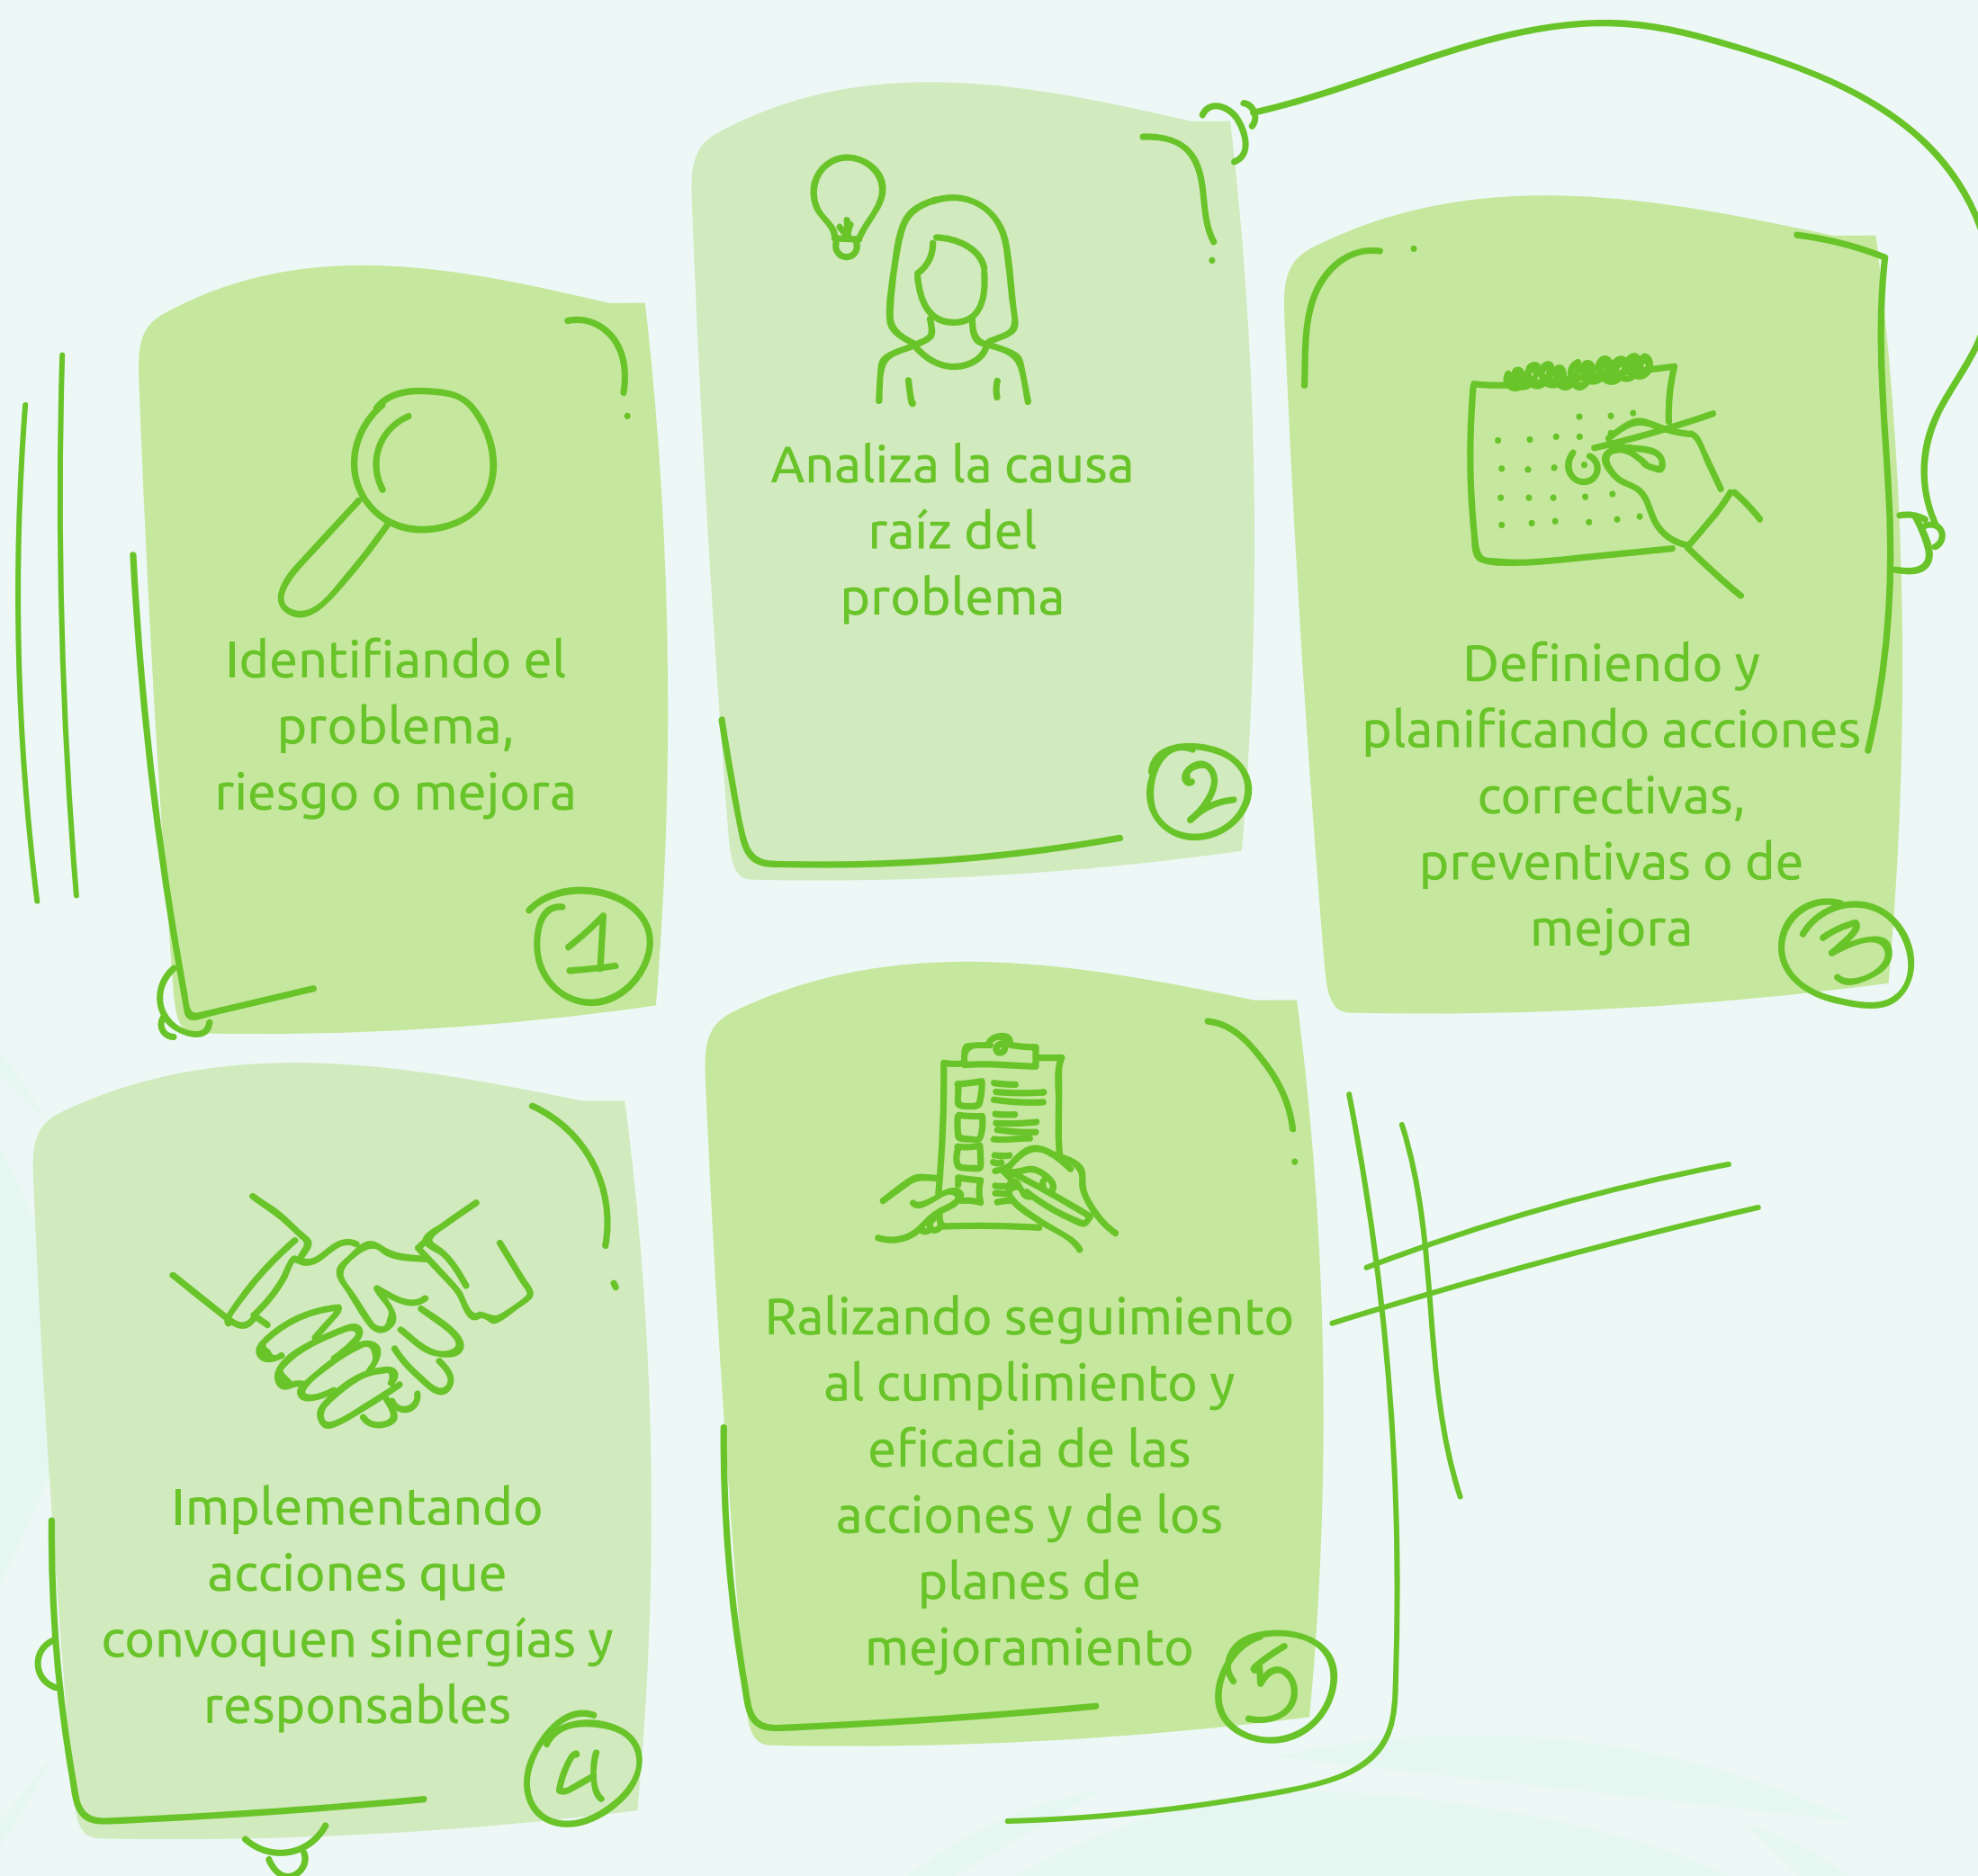 Identifiando el
problema,
riesgo o mejora
1
Analiza la causa
raíz del
problema
2
Definiendo y
planificando acciones
correctivas,
preventivas o de
mejora
3
Implementando
acciones que
convoquen sinergías y
responsables
4
Ralizando seguimiento
al cumplimiento y
eficacia de las
acciones y de los
planes de
mejoramiento
5